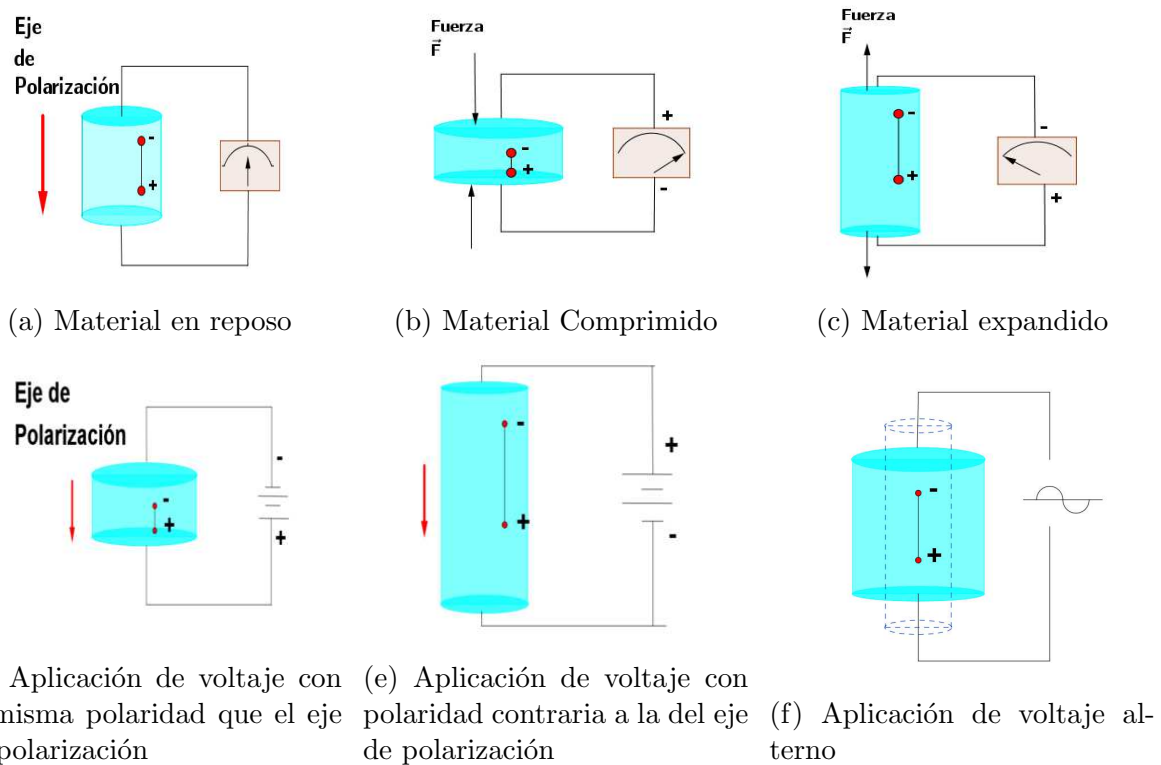 Eje
de
Polarización
-
+
(a) Material en reposo
Fuerza
F⃗
-
+
+
-
(b) Material Comprimido
Fuerza
F⃗
-
+
-
+
(c) Material expandido
Eje de
Polarización
-
+
-
+
Aplicación de voltaje con
misma polaridad que el eje
polarización
-
+
+
-
(e) Aplicación de voltaje con
polaridad contraria a la del eje
de polarización
-
+
(f) Aplicación de voltaje al-
terno